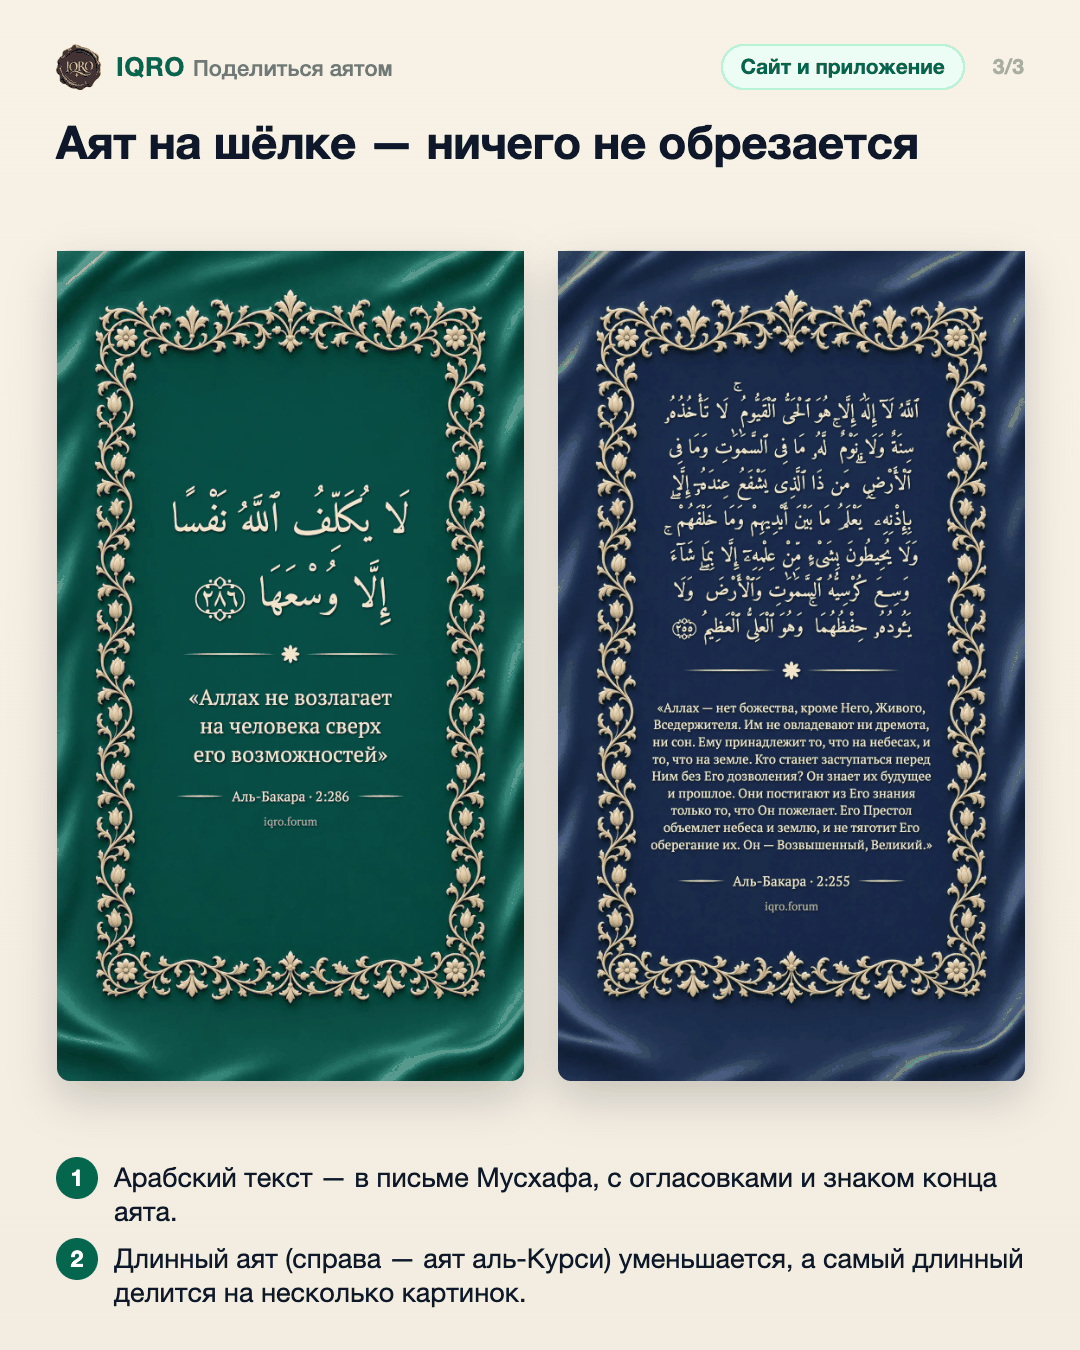 IQRO
IQRO Поделиться аятом
Сайт и приложение
3/3
Аят на шёлке — ничего не обрезается
لَا يُكَلِّفُ ٱللَّهُ نَفْسًا
إِلَّا وُسْعَهَا ۝٢٨٦
«Аллах не возлагает
на человека сверх
его возможностей»
Аль-Бакара · 2:286
iqro.forum
ٱللَّهُ لَآ إِلَٰهَ إِلَّا هُوَ ٱلْحَىُّ ٱلْقَيُّومُ ۚ لَا تَأْخُذُهُۥ
سِنَةٌ وَلَا نَوْمٌ ۚ لَّهُۥ مَا فِى ٱلسَّمَٰوَٰتِ وَمَا فِى
ٱلْأَرْضِ ۗ مَن ذَا ٱلَّذِى يَشْفَعُ عِندَهُۥٓ إِلَّا
بِإِذْنِهِۦ ۚ يَعْلَمُ مَا بَيْنَ أَيْدِيهِمْ وَمَا خَلْفَهُمْ ۖ
وَلَا يُحِيطُونَ بِشَىْءٍ مِّنْ عِلْمِهِۦٓ إِلَّا بِمَا شَآءَ ۚ
وَسِعَ كُرْسِيُّهُ ٱلسَّمَٰوَٰتِ وَٱلْأَرْضَ ۖ وَلَا
يَـُٔودُهُۥ حِفْظُهُمَا ۚ وَهُوَ ٱلْعَلِىُّ ٱلْعَظِيمُ ۝٢٥٥
«Аллах — нет божества, кроме Него, Живого,
Вседержителя. Им не овладевают ни дремота,
ни сон. Ему принадлежит то, что на небесах, и
то, что на земле. Кто станет заступаться перед
Ним без Его дозволения? Он знает их будущее
и прошлое. Они постигают из Его знания
только то, что Он пожелает. Его Престол
объемлет небеса и землю, и не тяготит Его
оберегание их. Он — Возвышенный, Великий.»
Аль-Бакара · 2:255
iqro.forum
1 Арабский текст — в письме Мусхафа, с огласовками и знаком конца
аята.
2 Длинный аят (справа — аят аль-Курси) уменьшается, а самый длинный
делится на несколько картинок.